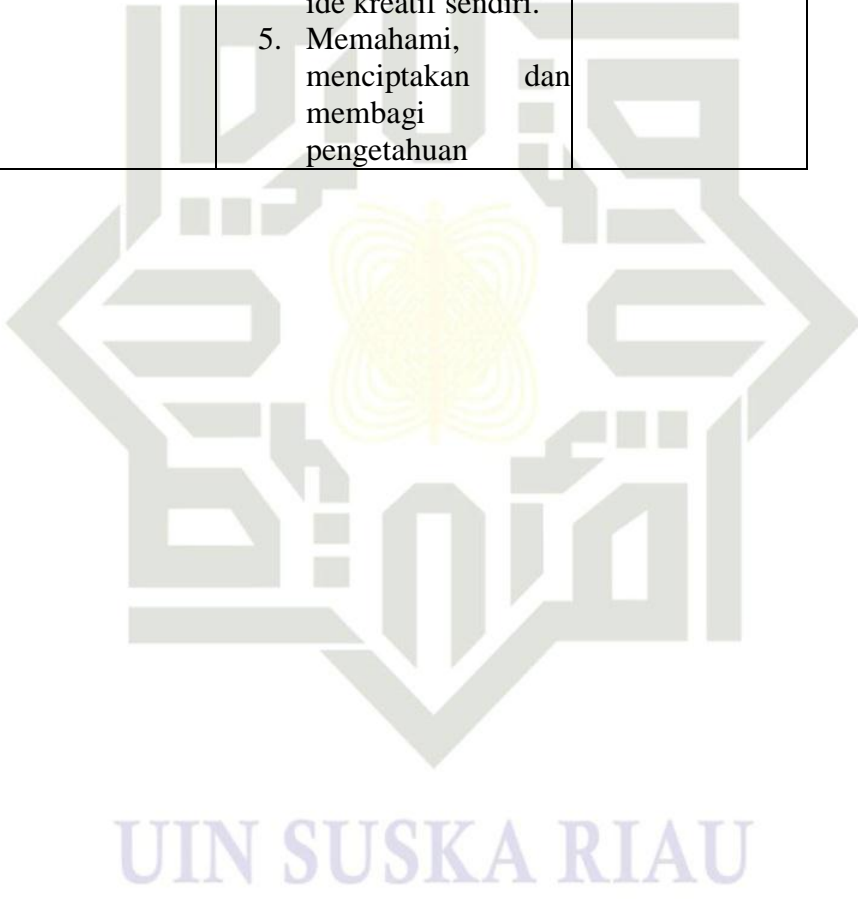 ide kreatif sendiri.
5. Memahami,
menciptakan dan
membagi
pengetahuan
UIN SUSKA RIAU